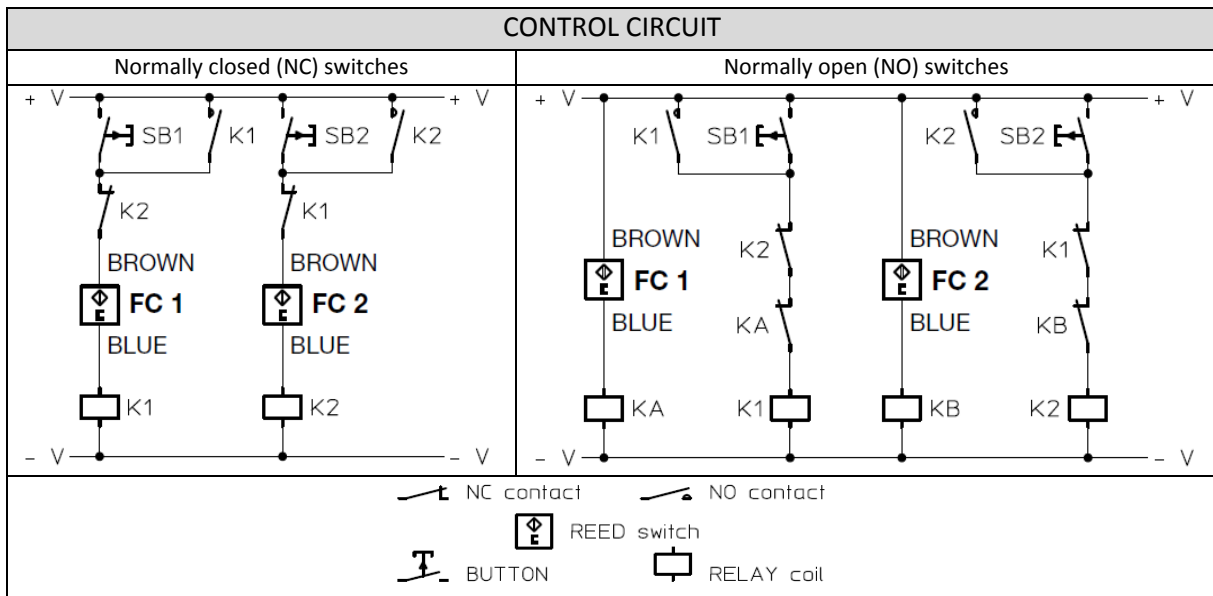 CONTROL CIRCUIT
Normally closed (NC) switches Normally open (NO) switches
+ V + V + V + V
SB1 K1 SB2 K2 K1 SB1 K2 SB2
K2 K1
BROWN BROWN BROWN K2 BROWN K1
FC 1 FC 2 FC 1 FC 2
BLUE BLUE BLUE KA BLUE KB
K1 K2 KA K1 KB K2
- V - V - V - V
NC contact NO contact
REED switch
BUTTON RELAY coil